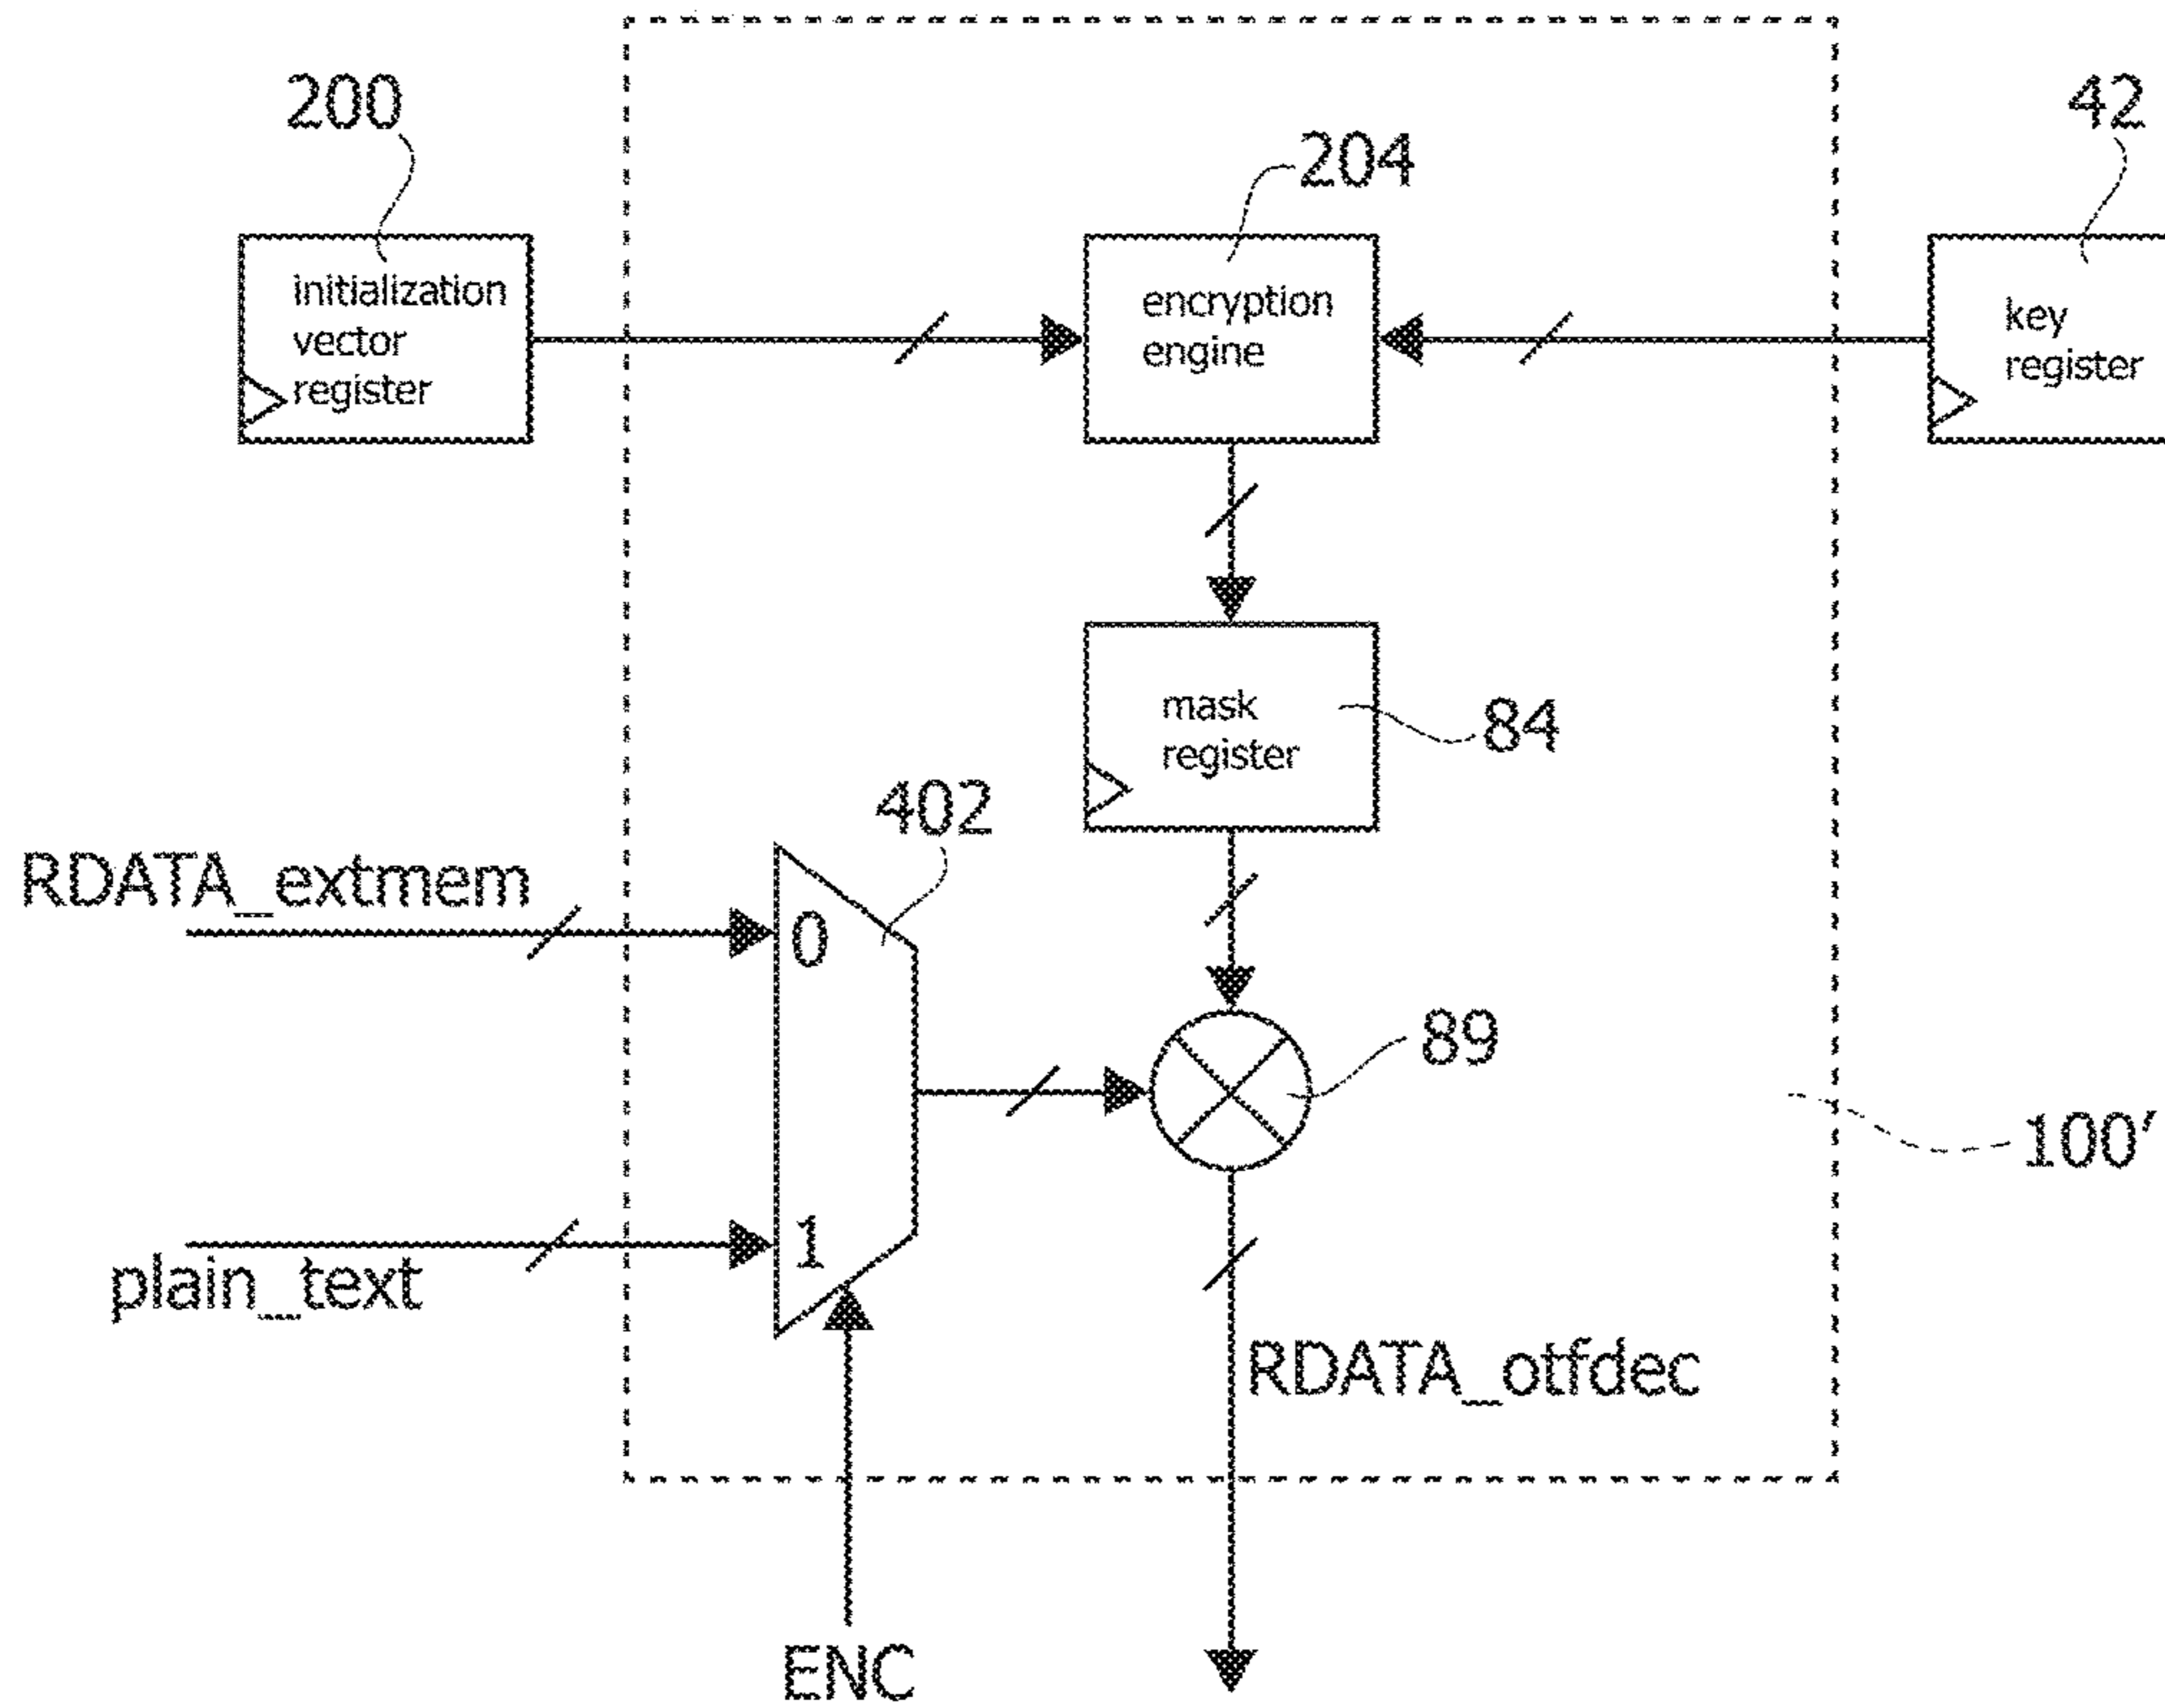 200
42
204
initialization
vector
register
encryption
engine
key
register
mask
register
84
402
RDATA_extmem
0
89
100′
1
plain_text
RDATA_otfdec
ENC